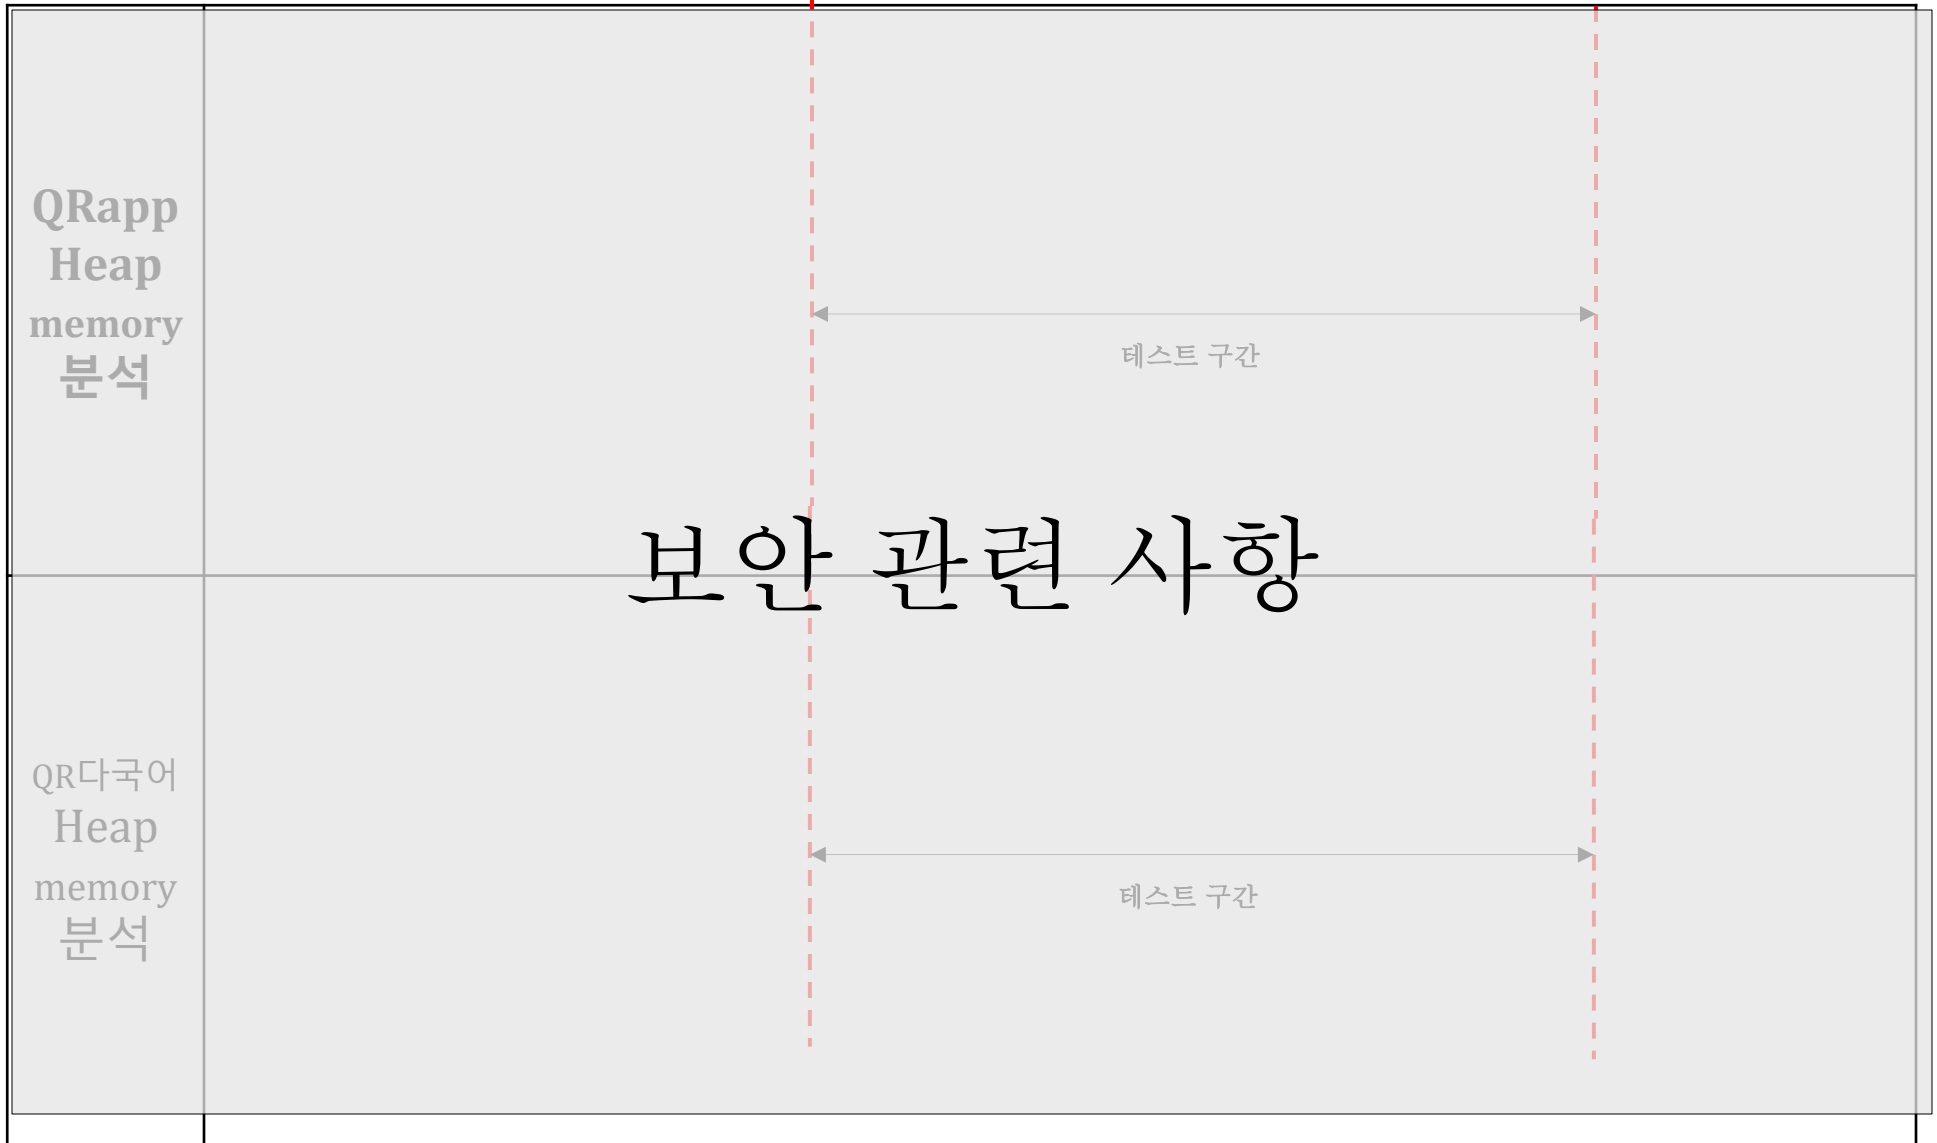 QRapp
Heap
memory
분석
테스트 구간
보안 관련 사항
QR다국어
Heap
memory
분석
테스트 구간